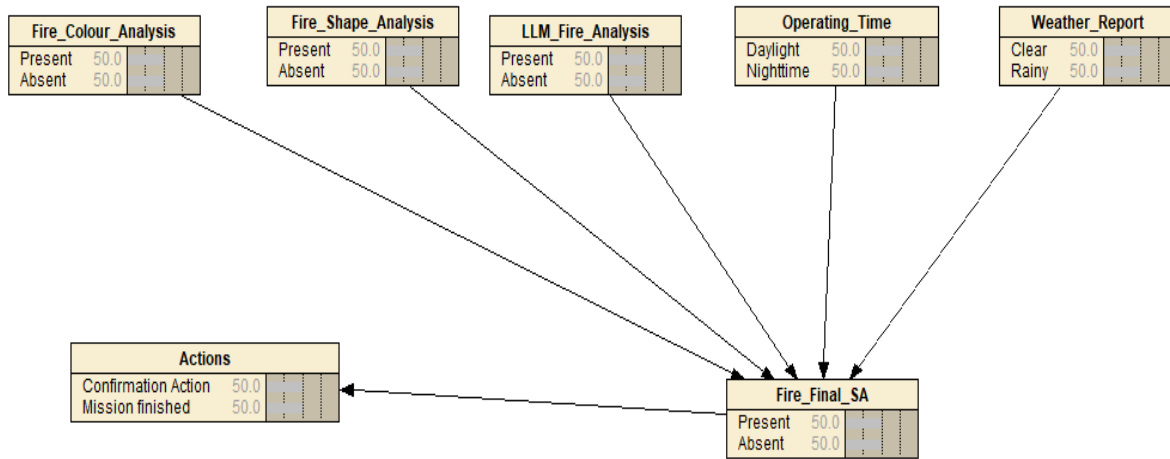 Fire_Colour_Analysis
Present 50.0
Absent 50.0
Fire_Shape_Analysis
Present 50.0
Absent 50.0
LLM_Fire_Analysis
Present 50.0
Absent 50.0
Operating_Time
Daylight 50.0
Nighttime 50.0
Weather_Report
Clear 50.0
Rainy 50.0
Actions
Confirmation Action 50.0
Mission finished 50.0
Fire_Final_SA
Present 50.0
Absent 50.0